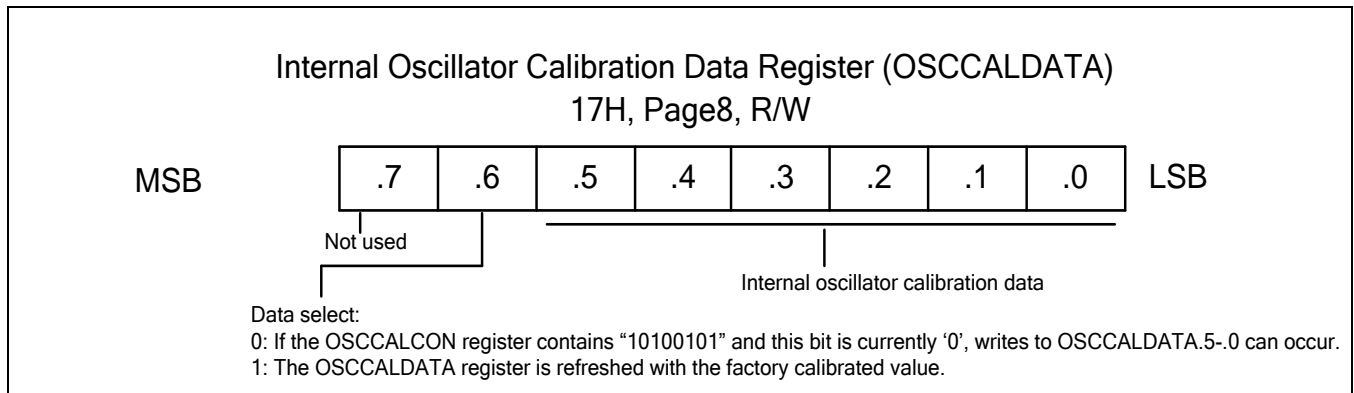 Internal Oscillator Calibration Data Register (OSCCALDATA)
17H, Page8, R/W
MSB .7 .6 .5 .4 .3 .2 .1 .0 LSB
Not used
Internal oscillator calibration data
Data select:
0: If the OSCCALCON register contains “10100101” and this bit is currently ‘0’, writes to OSCCALDATA.5-.0 can occur.
1: The OSCCALDATA register is refreshed with the factory calibrated value.